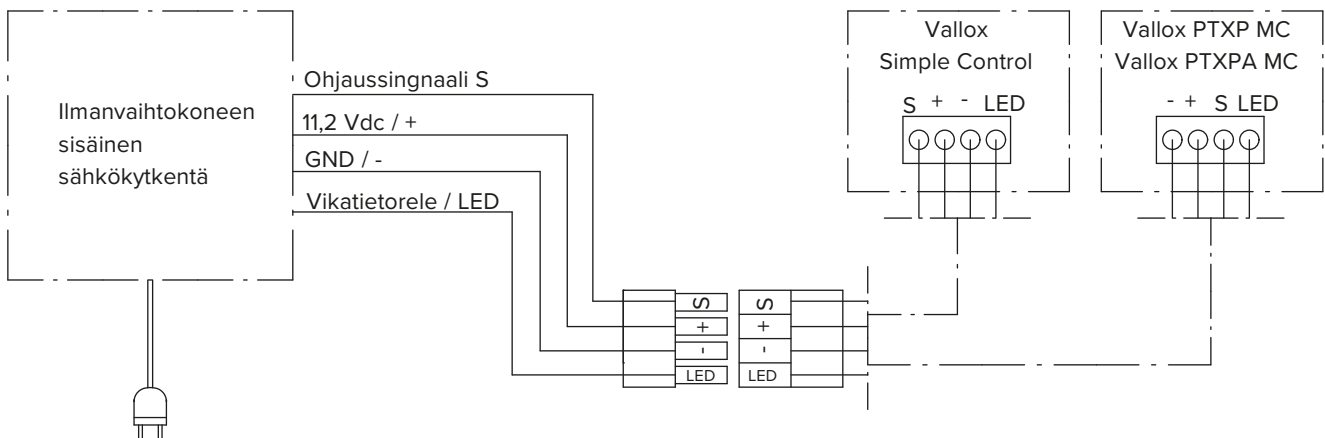 Ilmanvaihtokoneen
sisäinen
sähkökytkentä
Ohjaussingnaali S
11,2 Vdc / +
GND / -
Vikatietorele / LED
S
+
-
LED
S
+
-
LED
Vallox
Simple Control
S + - LED
Vallox PTXP MC
Vallox PTXPA MC
- + S LED